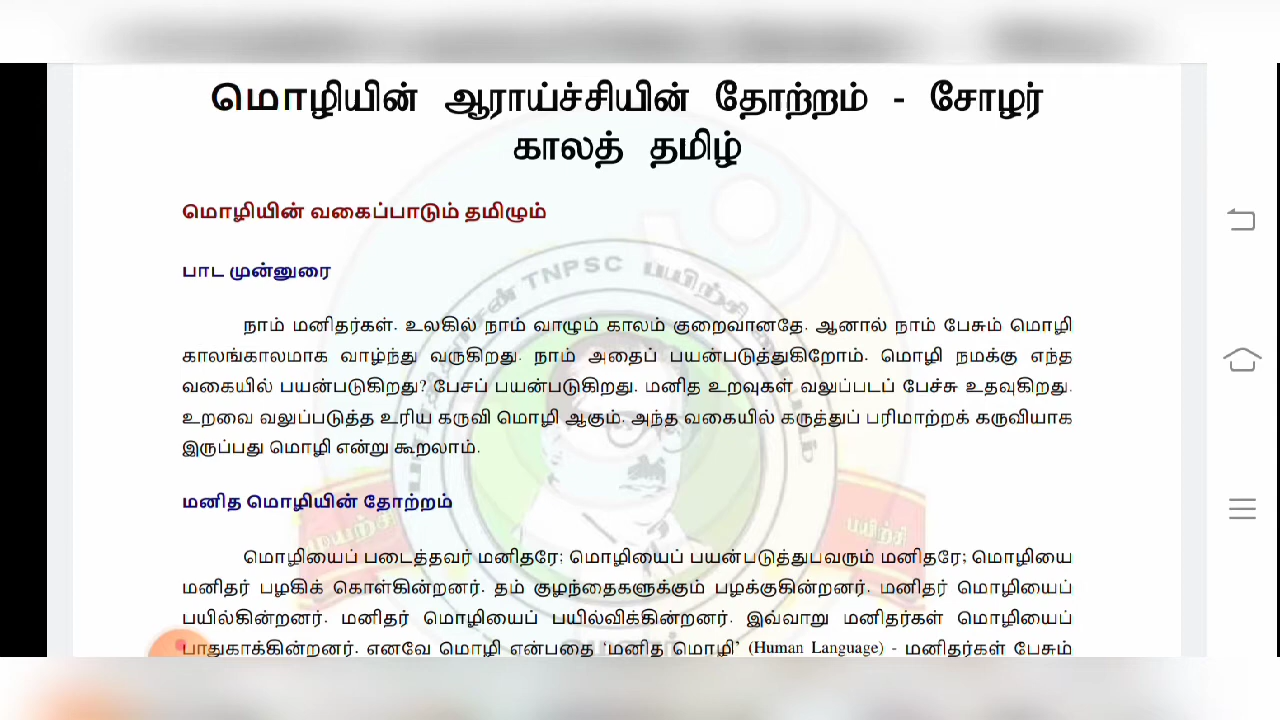 மொழியின் ஆராய்ச்சியின் தோற்றம் - சோழர்
காலத் தமிழ்
மொழியின் வகைப்பாடும் தமிழும்
பாட முன்னுரை
நாம் மனிதர்கள். உலகில் நாம் வாழும் காலம் குறைவானதே. ஆனால் நாம் பேசும் மொழி
காலங்காலமாக வாழ்ந்து வருகிறது. நாம் அதைப் பயன்படுத்துகிறோம். மொழி நமக்கு எந்த
வகையில் பயன்படுகிறது? பேசப் பயன்படுகிறது. மனித உறவுகள் வலுப்படப் பேச்சு உதவுகிறது.
உறவை வலுப்படுத்த உரிய கருவி மொழி ஆகும். அந்த வகையில் கருத்துப் பரிமாற்றக் கருவியாக
இருப்பது மொழி என்று கூறலாம்.
TNPSC பயிற்சி
மனித மொழியின் தோற்றம்
பயிற்சி
மொழியைப் படைத்தவர் மனிதரே; மொழியைப் பயன்படுத்துபவரும் மனிதரே; மொழியை
மனிதர் பழகிக் கொள்கின்றனர். தம் குழந்தைகளுக்கும் பழக்குகின்றனர். மனிதர் மொழியைப்
பயில்கின்றனர். மனிதர் மொழியைப் பயில்விக்கின்றனர். இவ்வாறு மனிதர்கள் மொழியைப்
பாதுகாக்கின்றனர். எனவே மொழி என்பதை ‘மனித மொழி’ (Human Language) - மனிதர்கள் பேசும்